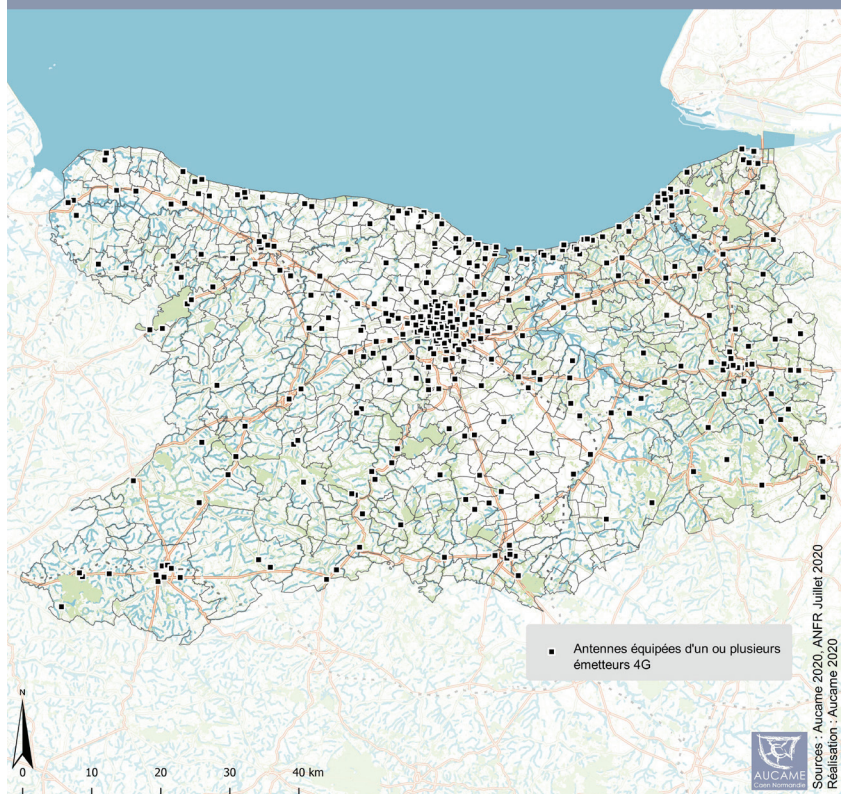 Antennes équipées d'un ou plusieurs
émetteurs 4G
N
0 10 20 30 40 km
AUCAME
Caen Normandie
Sources : Aucame 2020, ANFR Juillet 2020
Réalisation : Aucame 2020